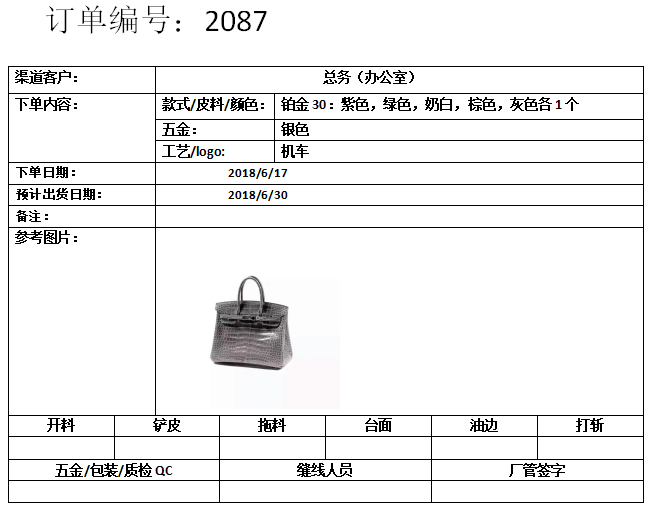 订单编号：2087
渠道客户： 总务（办公室）
下单内容： 款式/皮料/颜色： 铂金 30：紫色，绿色，奶白，棕色，灰色各 1 个
五金： 银色
工艺/logo: 机车
下单日期： 2018/6/17
预计出货日期： 2018/6/30
备注：
参考图片：
开料 铲皮 拖料 台面 油边 打斩
五金/包装/质检 QC 缝线人员 厂管签字